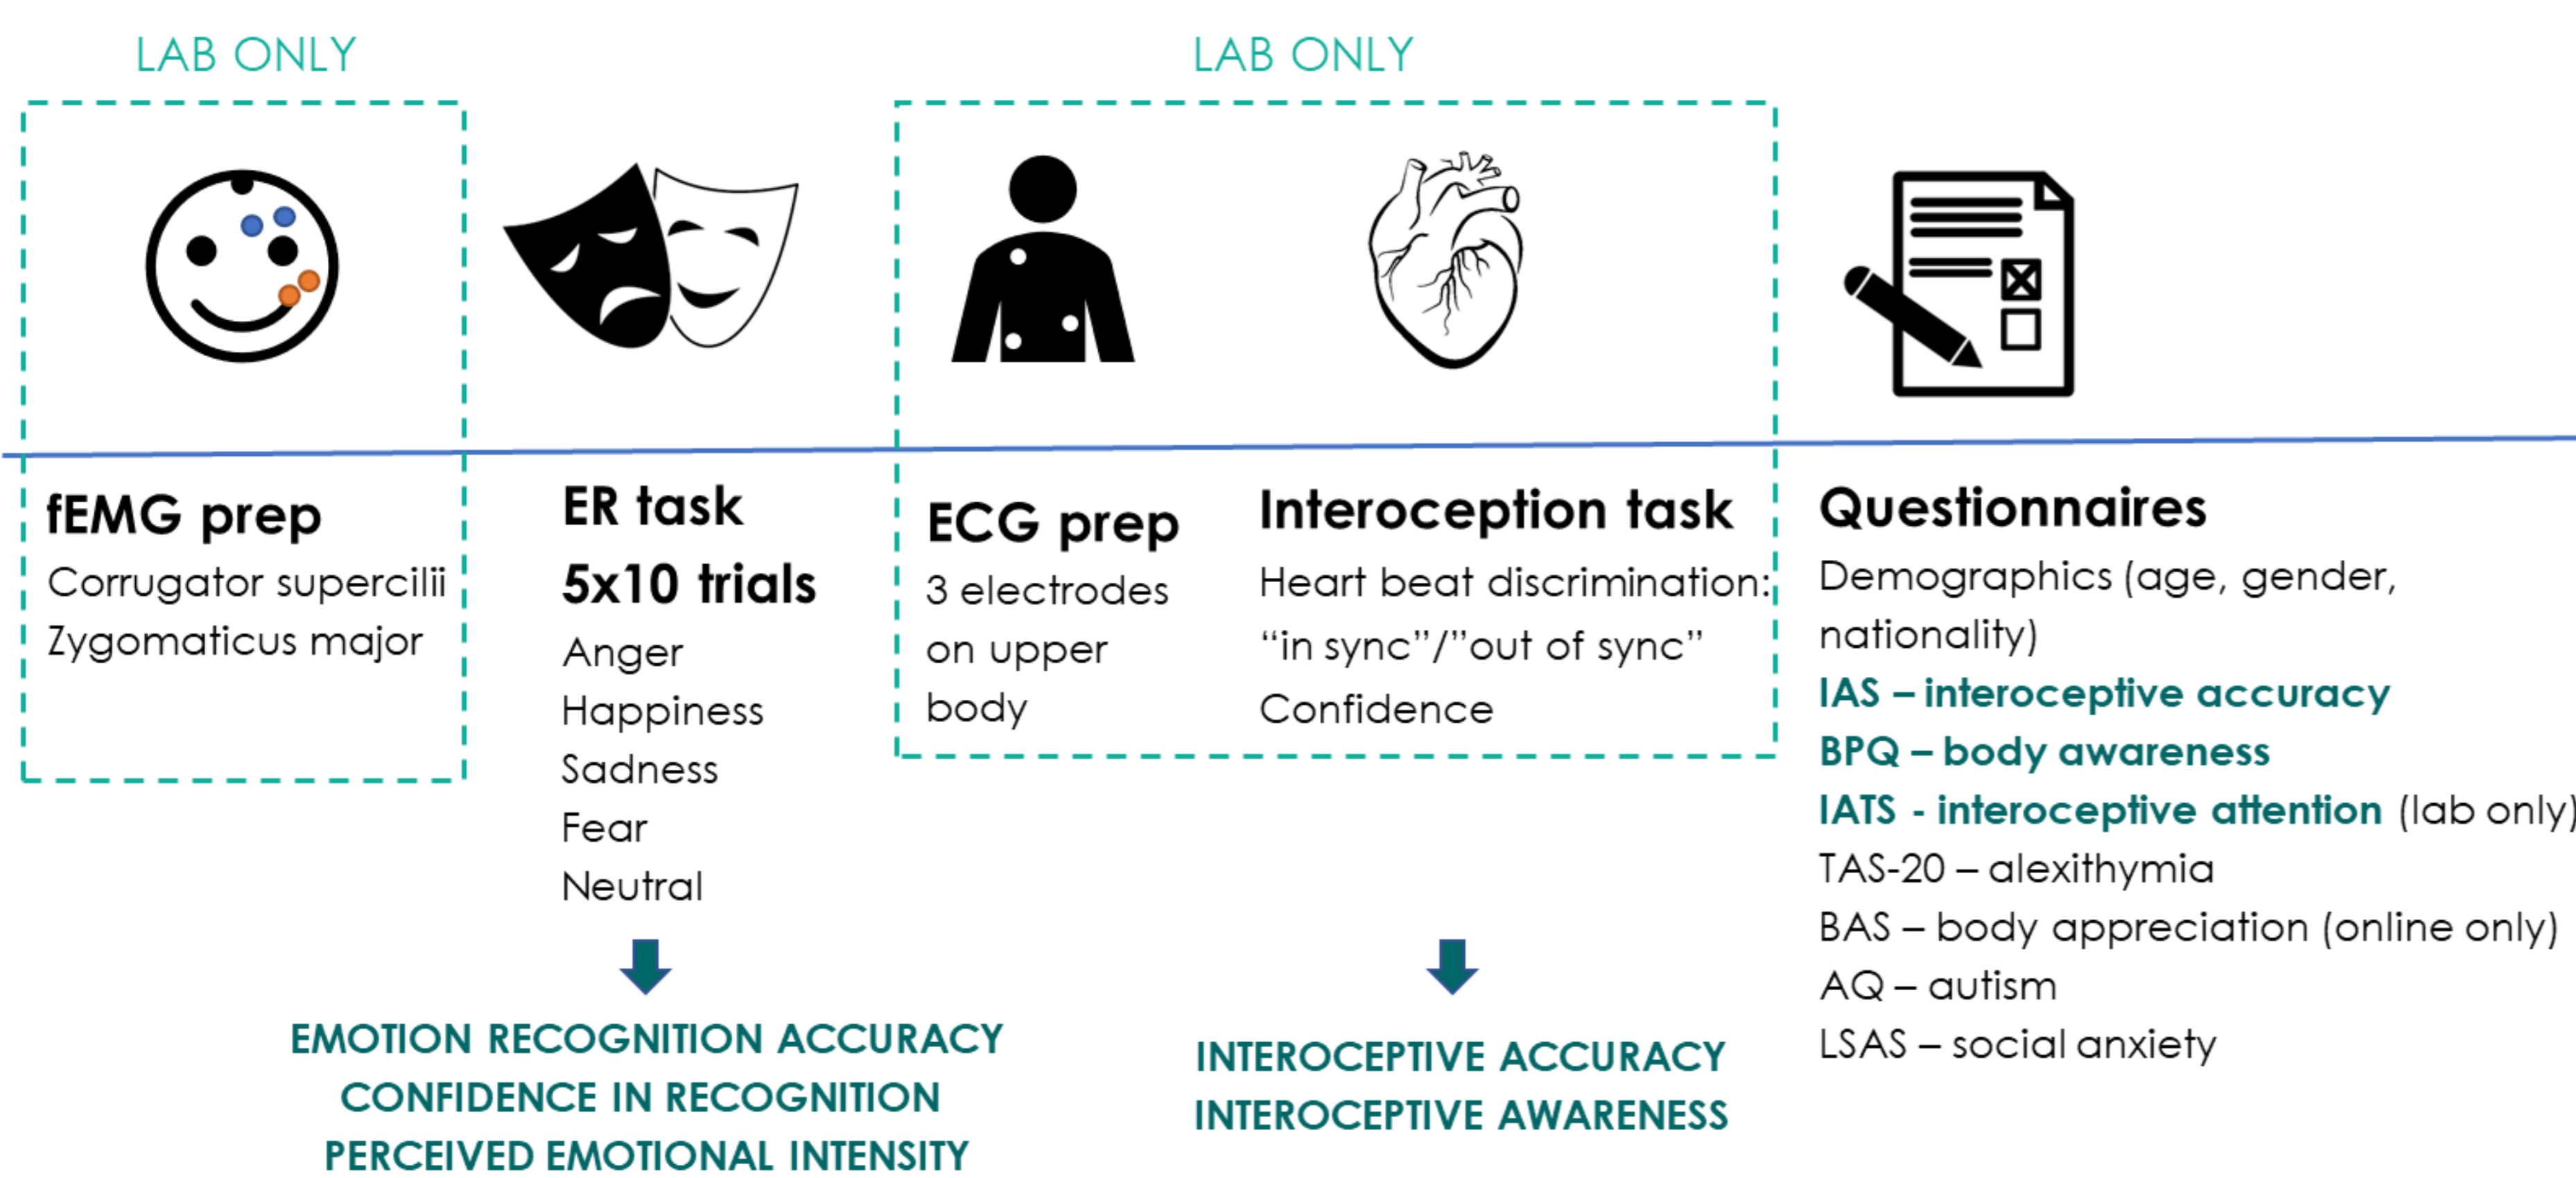 LAB ONLY
LAB ONLY
fEMG prep
Corrugator supercilii
Zygomaticus major
ER task
5x10 trials
Anger
Happiness
Sadness
Fear
Neutral
EMOTION RECOGNITION ACCURACY
CONFIDENCE IN RECOGNITION
PERCEIVED EMOTIONAL INTENSITY
ECG prep
3 electrodes
on upper
body
Interoception task
Heart beat discrimination:
“in sync”/”out of sync”
Confidence
INTEROCEPTIVE ACCURACY
INTEROCEPTIVE AWARENESS
Questionnaires
Demographics (age, gender,
nationality)
IAS – interoceptive accuracy
BPQ – body awareness
IATS - interoceptive attention (lab only)
TAS-20 – alexithymia
BAS – body appreciation (online only)
AQ – autism
LSAS – social anxiety